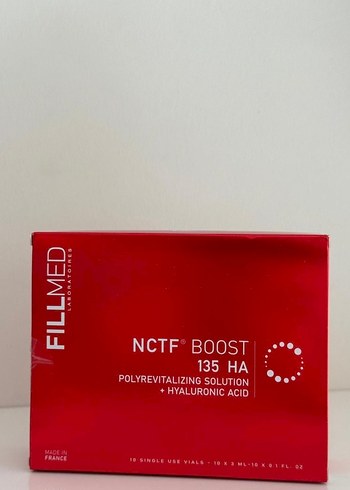 FILLMED
LABORATOIRES
NCTF® BOOST
135 HA
POLYREVITALIZING SOLUTION
+ HYALURONIC ACID
MADE IN
FRANCE
10 SINGLE USE VIALS - 10 X 3 ML-10 X 0.1 FL. OZ